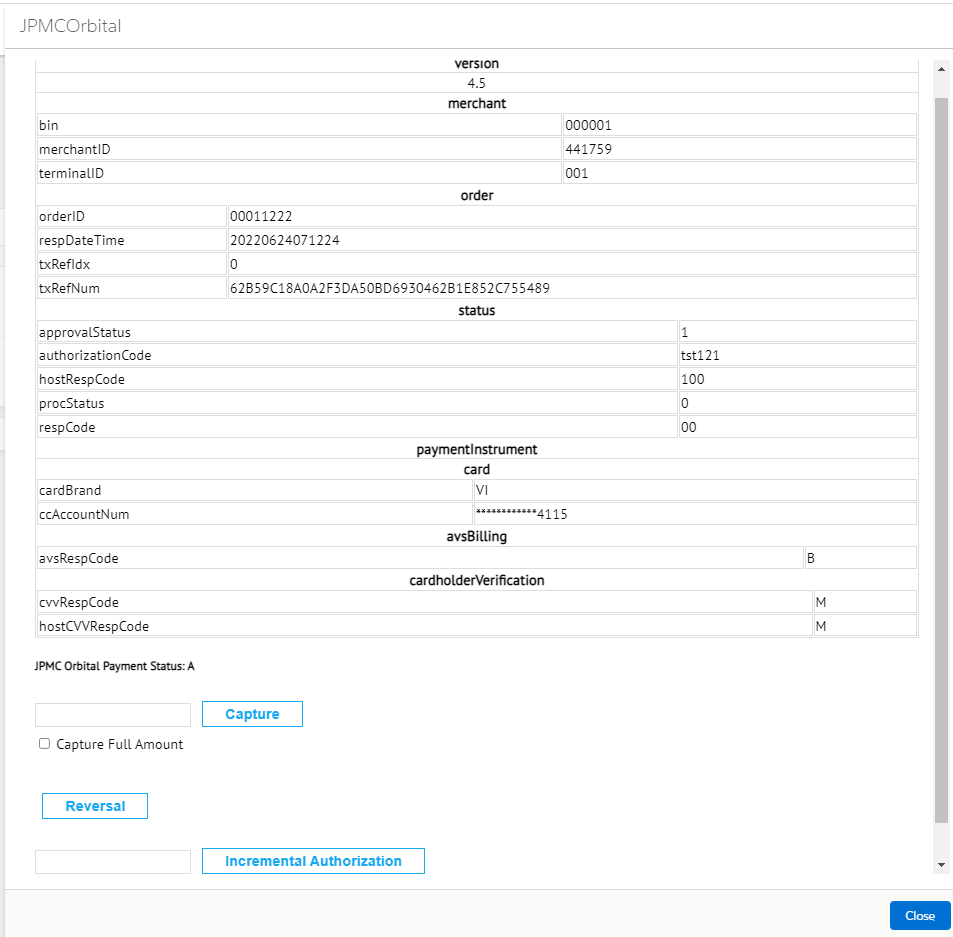 JPMCOrbital
version
4.5
merchant
bin 000001
merchantID 441759
terminalID 001
order
orderID 00011222
respDateTime 20220624071224
txRefIdx 0
txRefNum 62B59C18A0A2F3DA50BD6930462B1E852C755489
status
approvalStatus 1
authorizationCode tst121
hostRespCode 100
procStatus 0
respCode 00
paymentInstrument
card
cardBrand VI
ccAccountNum ************4115
avsBilling
avsRespCode B
cardholderVerification
cvvRespCode M
hostCVVRespCode M
JPMC Orbital Payment Status: A
Capture
Capture Full Amount
Reversal
Incremental Authorization
Close